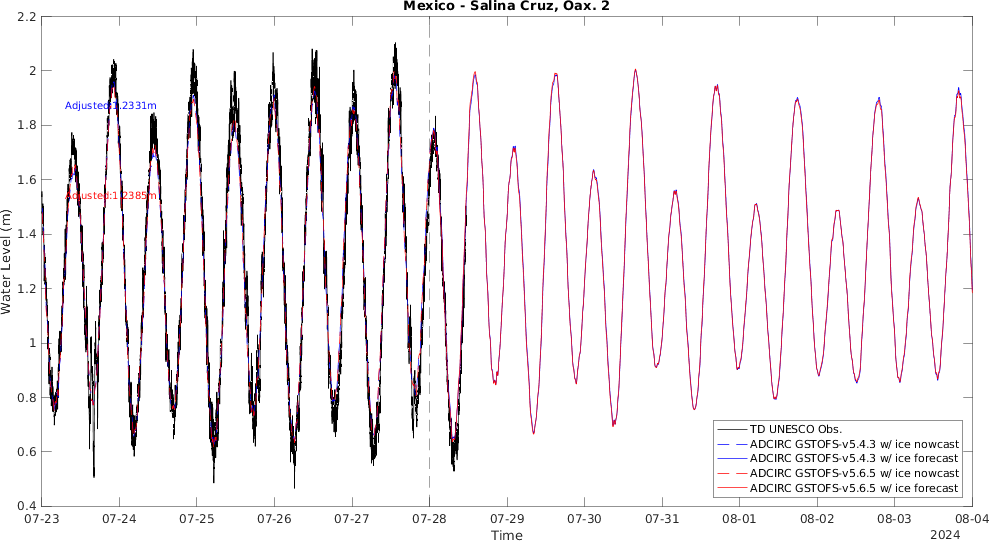 Mexico - Salina Cruz, Oax. 2
2.2
2
1.8
1.6
1.4
1.2
1
0.8
0.6
0.4
Water Level (m)
Adjusted:1.2331m
Adjusted:1.2385m
TD UNESCO Obs.
ADCIRC GSTOFS-v5.4.3 w/ ice nowcast
ADCIRC GSTOFS-v5.4.3 w/ ice forecast
ADCIRC GSTOFS-v5.6.5 w/ ice nowcast
ADCIRC GSTOFS-v5.6.5 w/ ice forecast
07-23 07-24 07-25 07-26 07-27 07-28 07-29 07-30 07-31 08-01 08-02 08-03 08-04
Time
2024